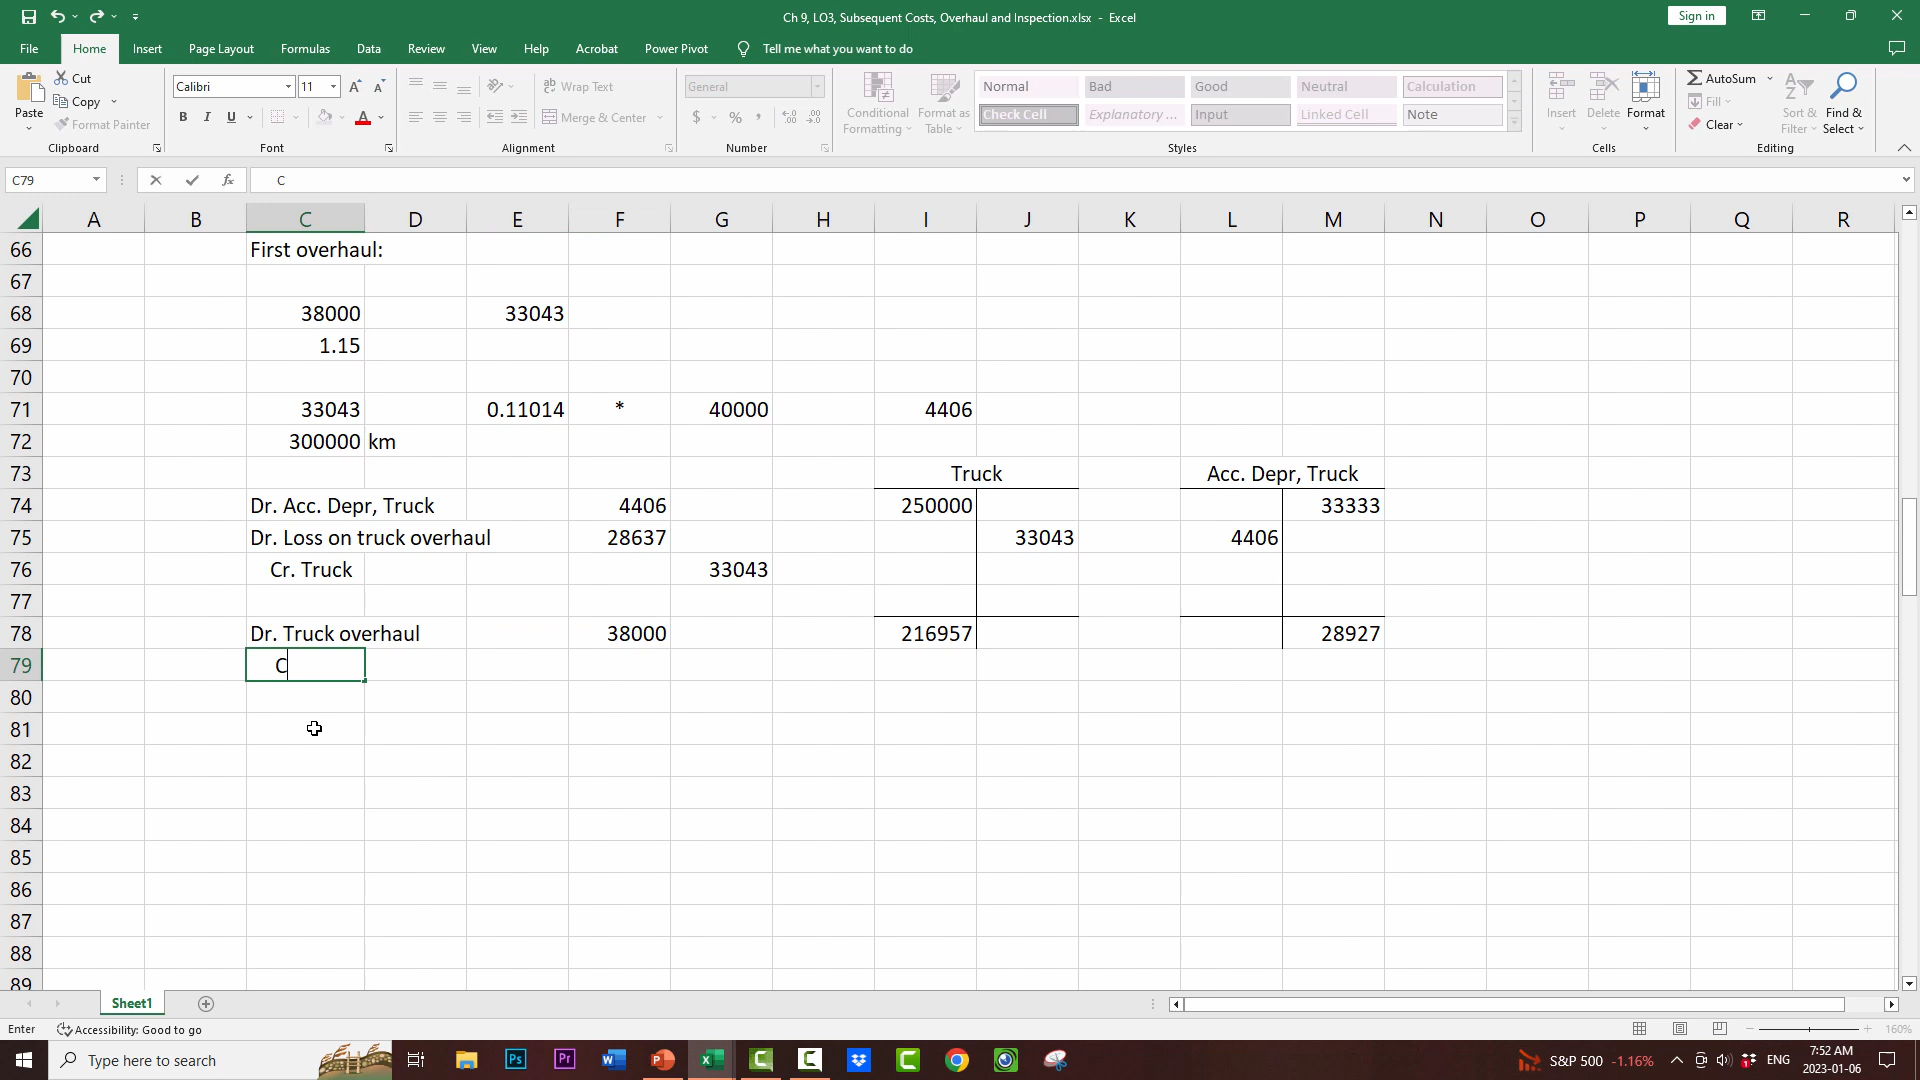 Ch 9, LO3, Subsequent Costs, Overhaul and Inspection.xlsx - Excel
Sign in
File Home Insert Page Layout Formulas Data Review View Help Acrobat Power Pivot Tell me what you want to do
Paste
Cut
Copy
Format Painter
Clipboard
Calibri 11
B I U
Font
Wrap Text
Merge & Center
Alignment
General
$ % ,
Number
Conditional Formatting
Format as Table
Normal Bad Good Neutral Calculation
Check Cell Explanatory ... Input Linked Cell Note
Styles
Insert Delete Format
Cells
AutoSum
Fill
Clear
Sort & Filter
Find & Select
Editing
C79 fx C
A B C D E F G H I J K L M N O P Q R
66 First overhaul:
67
68 38000 33043
69 1.15
70
71 33043 0.11014 * 40000 4406
72 300000 km
73 Truck Acc. Depr, Truck
74 Dr. Acc. Depr, Truck 4406 250000 33333
75 Dr. Loss on truck overhaul 28637 33043 4406
76 Cr. Truck 33043
77
78 Dr. Truck overhaul 38000 216957 28927
79 C
80
81
82
83
84
85
86
87
88
89
Sheet1
Enter Accessibility: Good to go 160%
Type here to search
S&P 500 -1.16% ENG 7:52 AM
2023-01-06